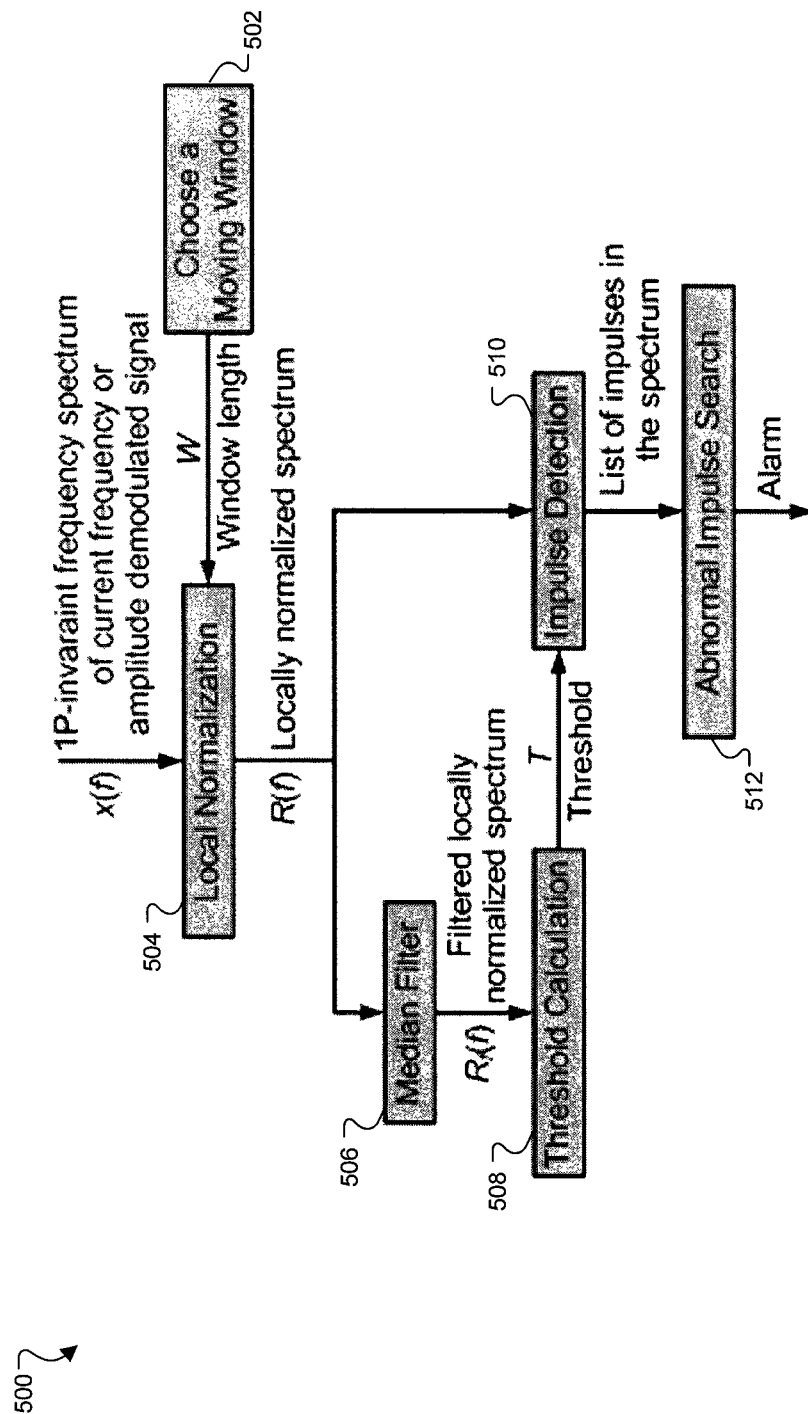 500
1P-invaraint frequency spectrum
of current frequency or
amplitude demodulated signal
x(f)
502
Choose a
Moving Window
W
Window length
504
Local Normalization
R(f)
Locally normalized spectrum
506
Median Filter
Rf(f)
Filtered locally
normalized spectrum
508
Threshold Calculation
T
Threshold
510
Impulse Detection
List of impulses in
the spectrum
512
Abnormal Impulse Search
Alarm